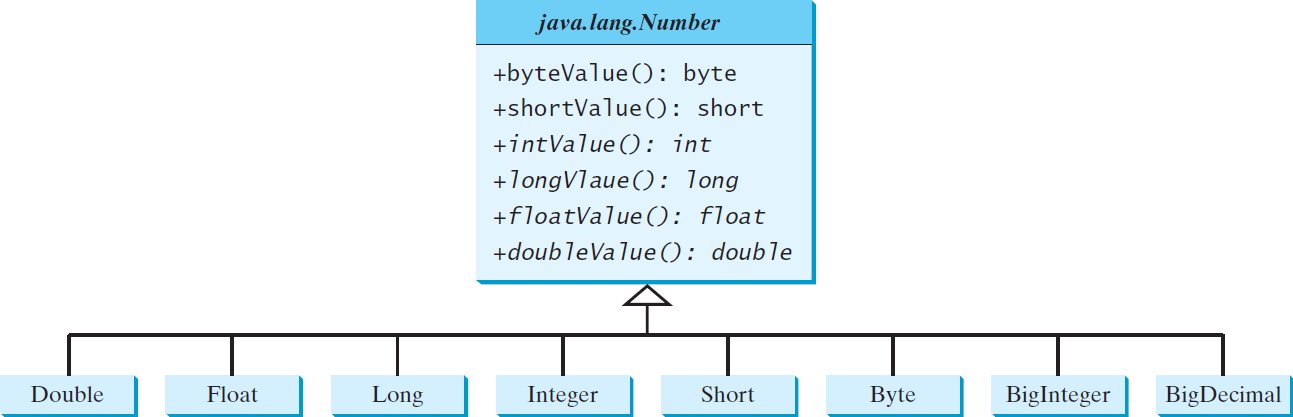 java.lang.Number
+byteValue(): byte
+shortValue(): short
+intValue(): int
+longVlaue(): long
+floatValue(): float
+doubleValue(): double
Double Float Long Integer Short Byte BigInteger BigDecimal